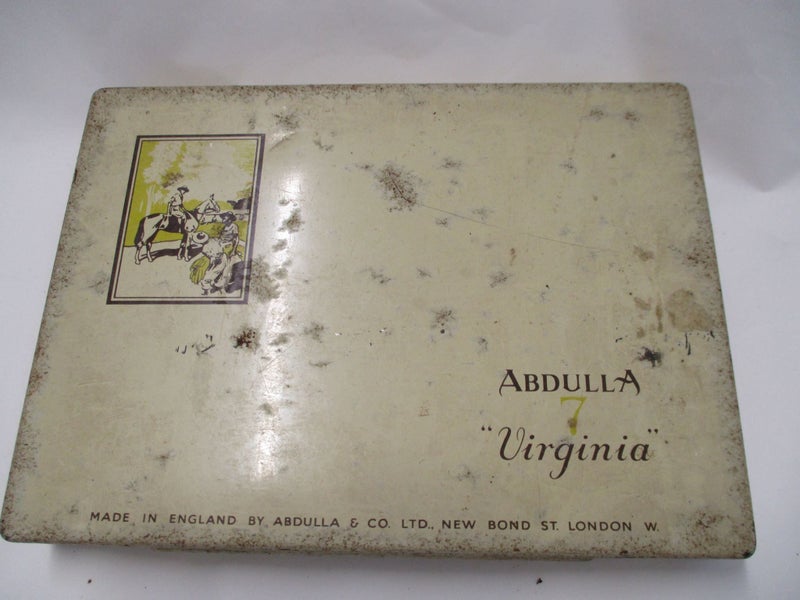 ABDULLA
7
"Virginia"
MADE IN ENGLAND BY ABDULLA & CO. LTD., NEW BOND ST. LONDON W.